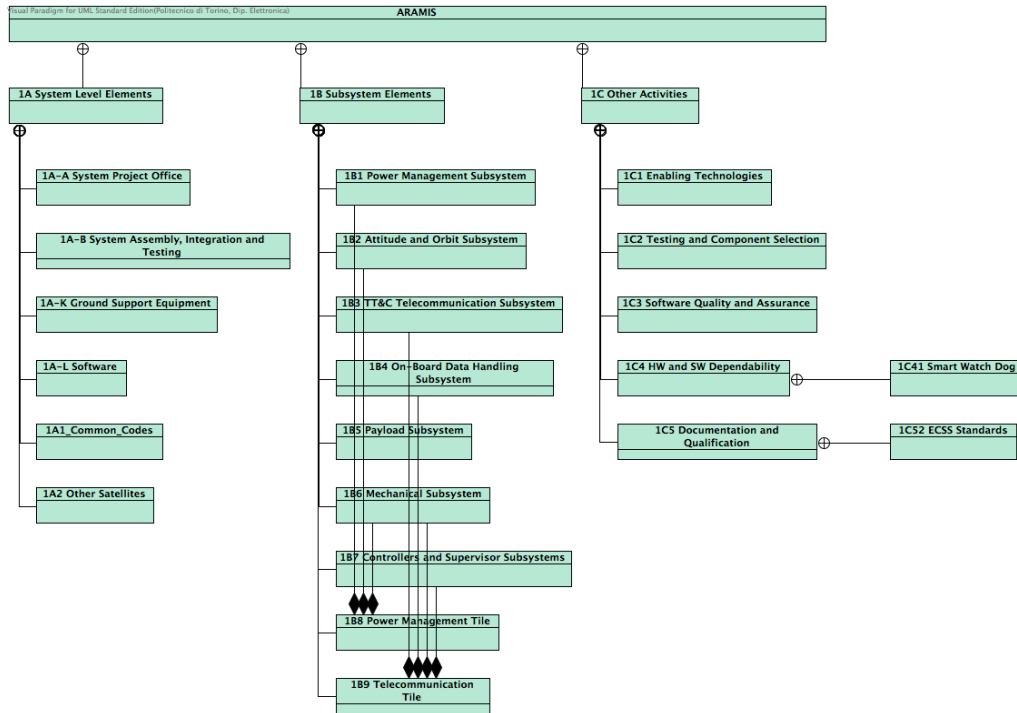 Visual Paradigm for UML Standard Edition(Politecnico di Torino, Dip. Elettronica)
ARAMIS
1A System Level Elements
1B Subsystem Elements
1C Other Activities
1A-A System Project Office
1B1 Power Management Subsystem
1C1 Enabling Technologies
1A-B System Assembly, Integration and
Testing
1B2 Attitude and Orbit Subsystem
1C2 Testing and Component Selection
1A-K Ground Support Equipment
1B3 TT&C Telecommunication Subsystem
1C3 Software Quality and Assurance
1A-L Software
1B4 On-Board Data Handling
Subsystem
1C4 HW and SW Dependability
1C41 Smart Watch Dog
1A1_Common_Codes
1B5 Payload Subsystem
1C5 Documentation and
Qualification
1C52 ECSS Standards
1A2 Other Satellites
1B6 Mechanical Subsystem
1B7 Controllers and Supervisor Subsystems
1B8 Power Management Tile
1B9 Telecommunication
Tile